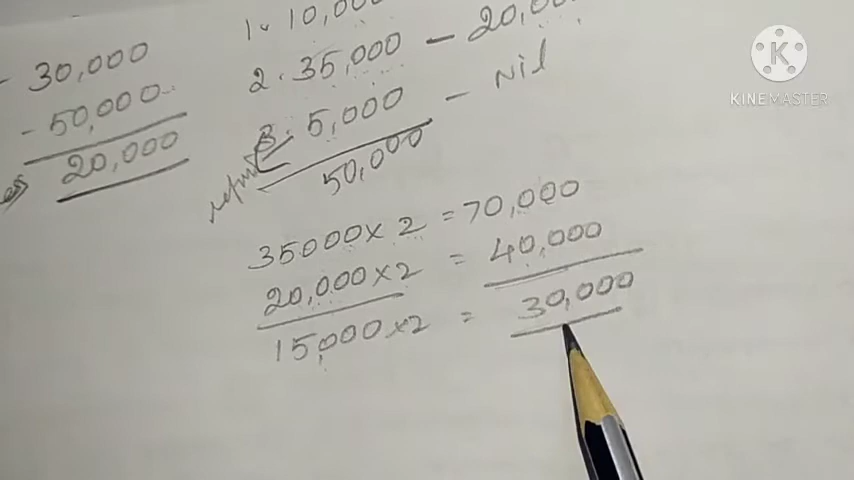 - 30,000
- 50,000
20,000
1. 10,000
2. 35,000 - 20,00
3. 5,000 - Nil
50,000
35000 x 2 = 70,000
20,000 x 2 = 40,000
15,000 x 2 = 30,000
KINEMASTER